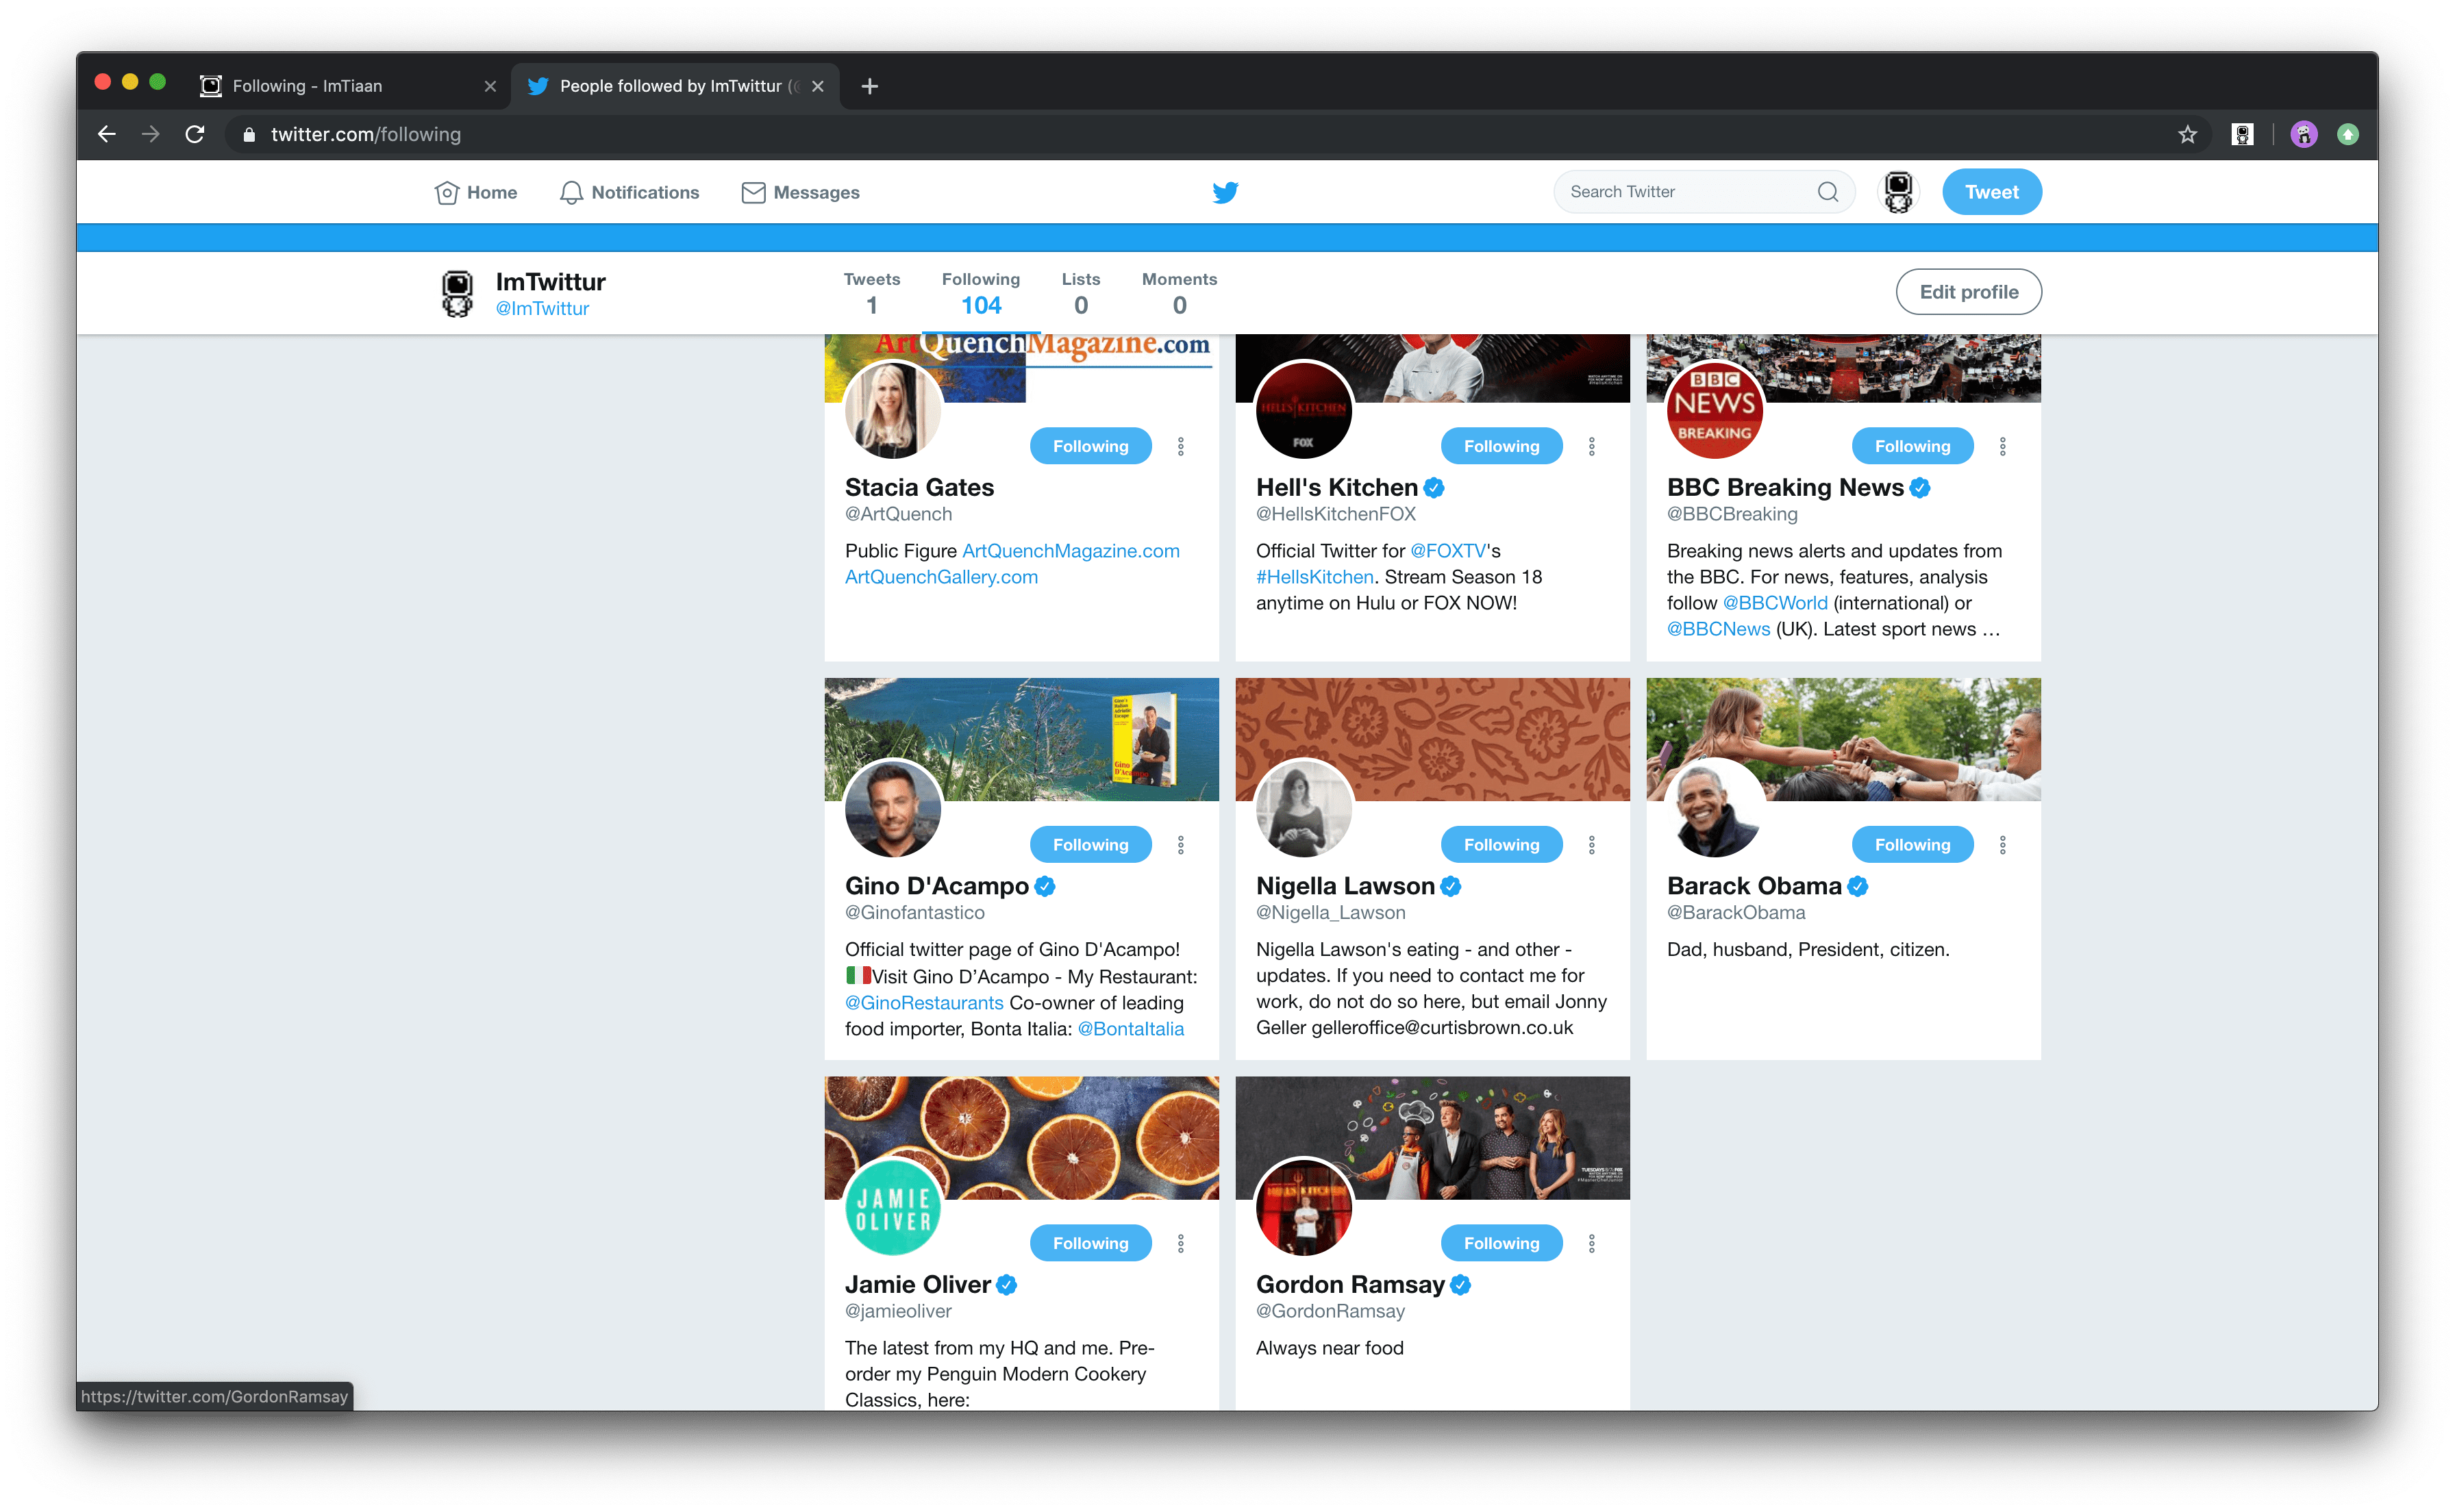 Following - ImTiaan
People followed by ImTwittur (
twitter.com/following
Home
Notifications
Messages
Search Twitter
Tweet
ImTwittur
@ImTwittur
Tweets
1
Following
104
Lists
0
Moments
0
Edit profile
ArtQuenchMagazine.com
Following
Stacia Gates
@ArtQuench
Public Figure ArtQuenchMagazine.com
ArtQuenchGallery.com
HELL'S KITCHEN
FOX
Following
Hell's Kitchen
@HellsKitchenFOX
Official Twitter for @FOXTV's
#HellsKitchen. Stream Season 18
anytime on Hulu or FOX NOW!
BBC
NEWS
BREAKING
Following
BBC Breaking News
@BBCBreaking
Breaking news alerts and updates from
the BBC. For news, features, analysis
follow @BBCWorld (international) or
@BBCNews (UK). Latest sport news …
Gino D'Acampo
Following
Gino D'Acampo
@Ginofantastico
Official twitter page of Gino D'Acampo!
🇮🇹Visit Gino D’Acampo - My Restaurant:
@GinoRestaurants Co-owner of leading
food importer, Bonta Italia: @BontaItalia
Following
Nigella Lawson
@Nigella_Lawson
Nigella Lawson's eating - and other -
updates. If you need to contact me for
work, do not do so here, but email Jonny
Geller gelleroffice@curtisbrown.co.uk
Following
Barack Obama
@BarackObama
Dad, husband, President, citizen.
JAMIE
OLIVER
Following
Jamie Oliver
@jamieoliver
The latest from my HQ and me. Pre-
order my Penguin Modern Cookery
Classics, here:
HELL'S KITCHEN
Following
Gordon Ramsay
@GordonRamsay
Always near food
https://twitter.com/GordonRamsay